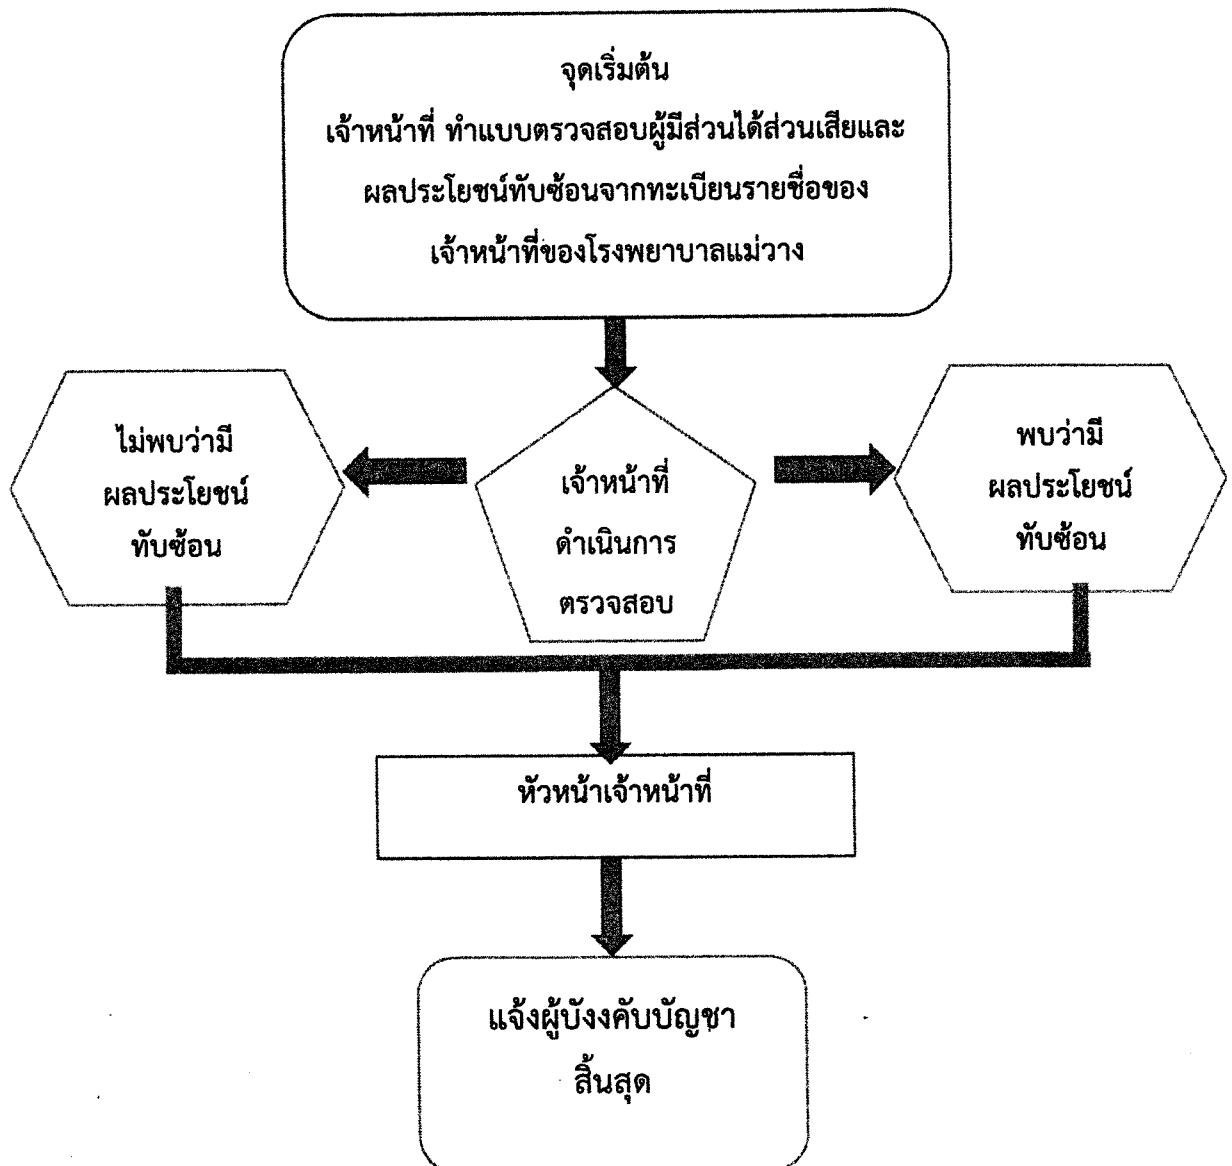 จุดเริ่มต้น
เจ้าหน้าที่ ทำแบบตรวจสอบผู้มีส่วนได้ส่วนเสียและ
ผลประโยชน์ทับซ้อนจากทะเบียนรายชื่อของ
เจ้าหน้าที่ของโรงพยาบาลแม่วาง
ไม่พบว่ามี
ผลประโยชน์
ทับซ้อน
เจ้าหน้าที่
ดำเนินการ
ตรวจสอบ
พบว่ามี
ผลประโยชน์
ทับซ้อน
หัวหน้าเจ้าหน้าที่
แจ้งผู้บังงคับบัญชา
สิ้นสุด